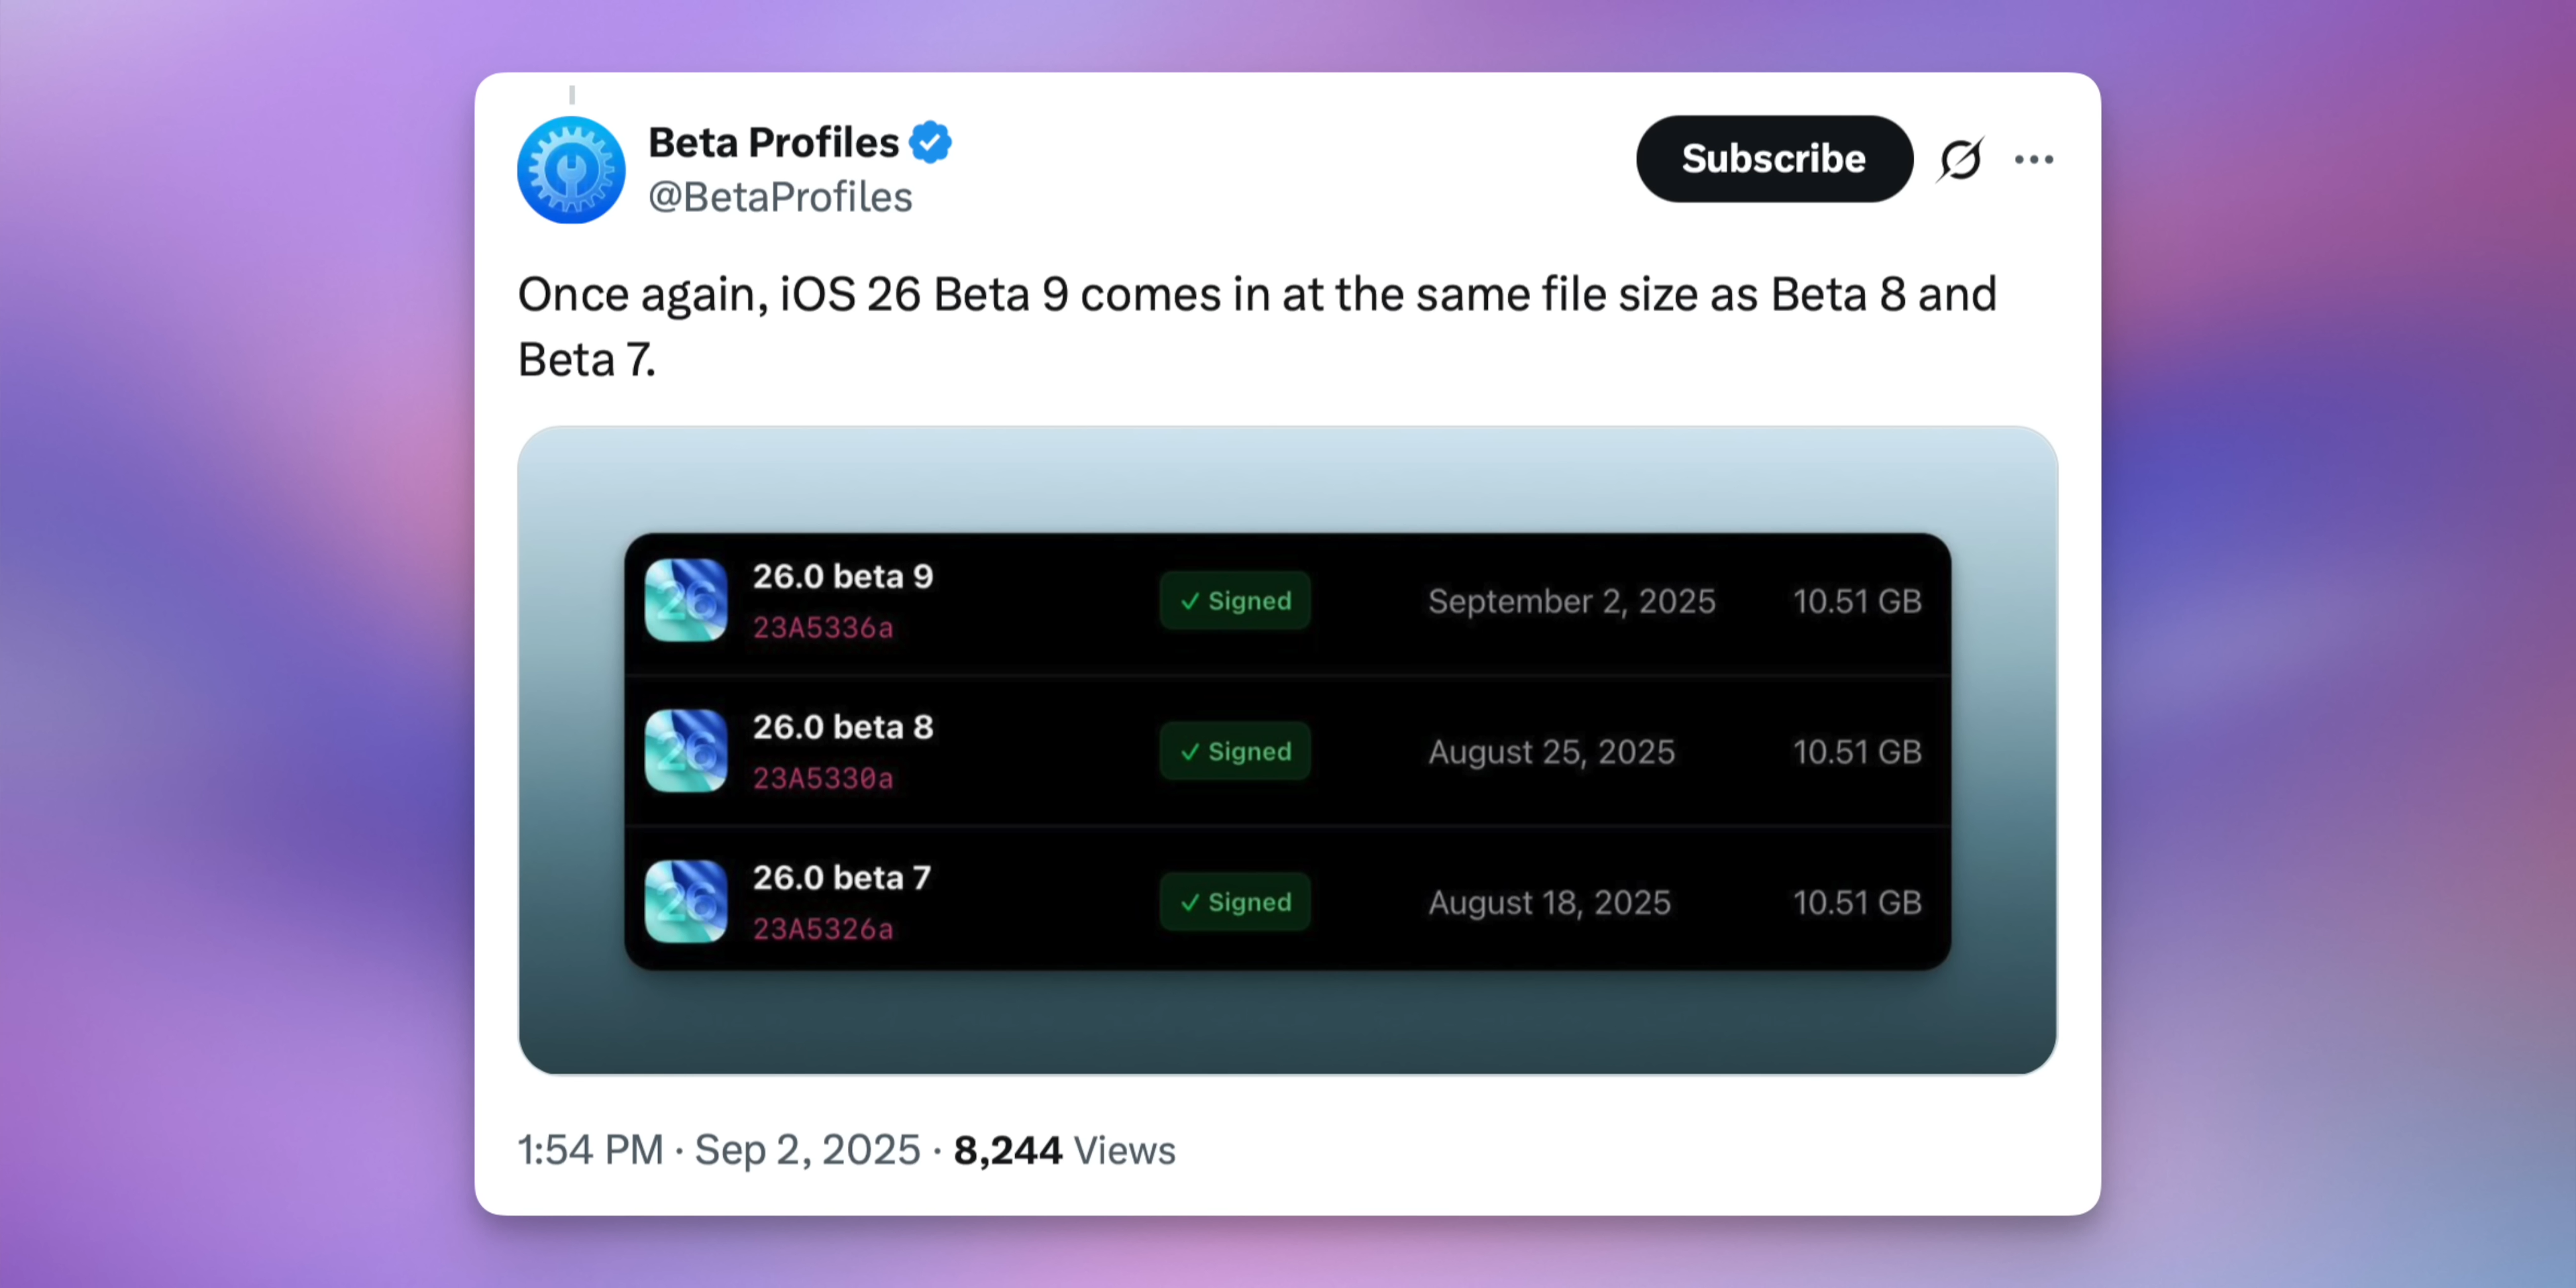 Beta Profiles
@BetaProfiles
Subscribe
Once again, iOS 26 Beta 9 comes in at the same file size as Beta 8 and
Beta 7.
26
26.0 beta 9
23A5336a
✓ Signed
September 2, 2025
10.51 GB
26
26.0 beta 8
23A5330a
✓ Signed
August 25, 2025
10.51 GB
26
26.0 beta 7
23A5326a
✓ Signed
August 18, 2025
10.51 GB
1:54 PM · Sep 2, 2025 · 8,244 Views